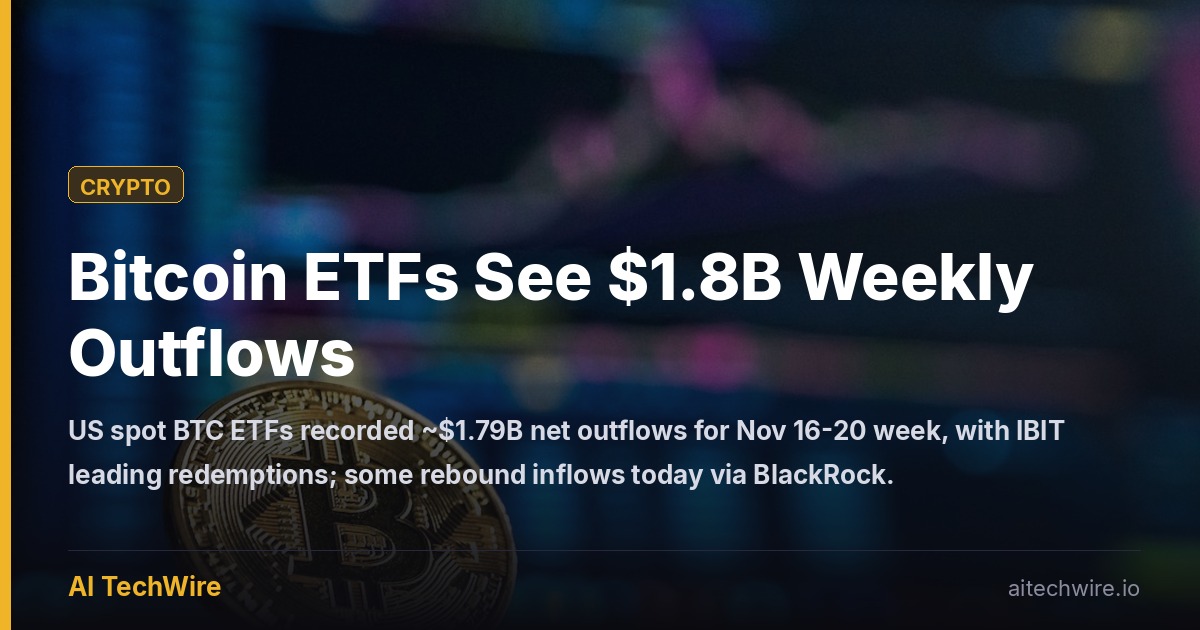 CRYPTO
Bitcoin ETFs See $1.8B Weekly
Outflows
US spot BTC ETFs recorded ~$1.79B net outflows for Nov 16-20 week, with IBIT
leading redemptions; some rebound inflows today via BlackRock.
AI TechWire
aitechwire.io